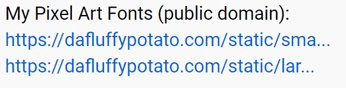 My Pixel Art Fonts (public domain):
https://dafluffypotato.com/static/sma...
https://dafluffypotato.com/static/lar...